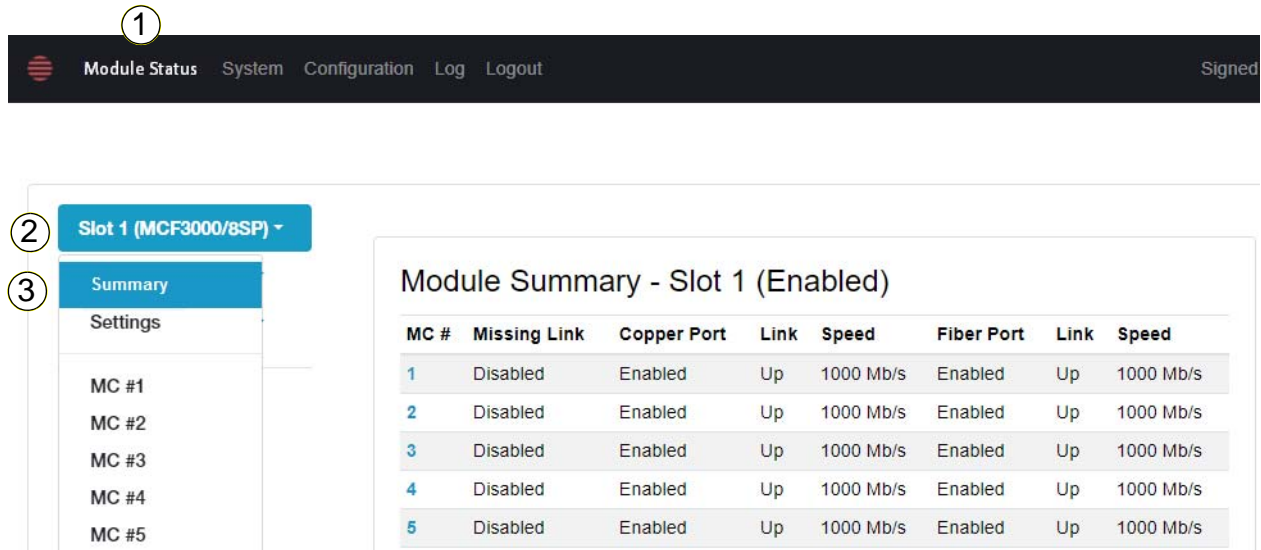 1
Module Status System Configuration Log Logout Signed
2 Slot 1 (MCF3000/8SP)
3 Summary
Settings
MC #1
MC #2
MC #3
MC #4
MC #5
Module Summary - Slot 1 (Enabled)
MC # Missing Link Copper Port Link Speed Fiber Port Link Speed
1 Disabled Enabled Up 1000 Mb/s Enabled Up 1000 Mb/s
2 Disabled Enabled Up 1000 Mb/s Enabled Up 1000 Mb/s
3 Disabled Enabled Up 1000 Mb/s Enabled Up 1000 Mb/s
4 Disabled Enabled Up 1000 Mb/s Enabled Up 1000 Mb/s
5 Disabled Enabled Up 1000 Mb/s Enabled Up 1000 Mb/s